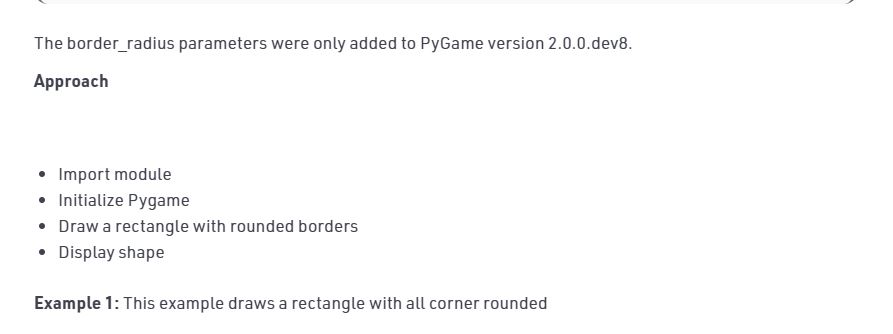 The border_radius parameters were only added to PyGame version 2.0.0.dev8.
Approach
• Import module
• Initialize Pygame
• Draw a rectangle with rounded borders
• Display shape
Example 1: This example draws a rectangle with all corner rounded